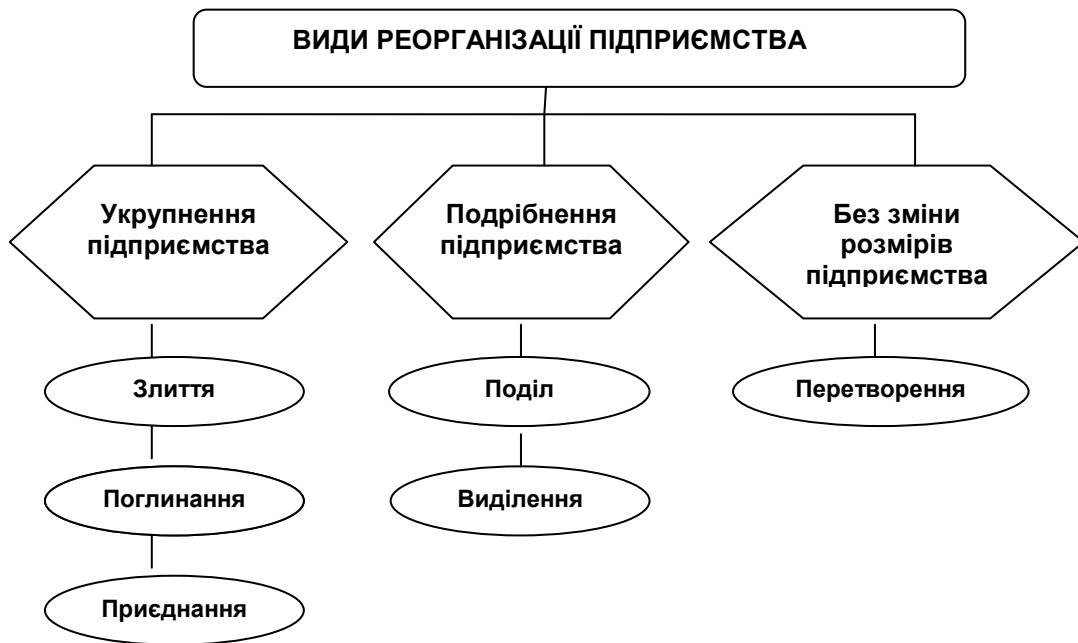 ВИДИ РЕОРГАНІЗАЦІЇ ПІДПРИЄМСТВА
Укрупнення
підприємства
Подрібнення
підприємства
Без зміни
розмірів
підприємства
Злиття
Поділ
Перетворення
Поглинання
Виділення
Приєднання